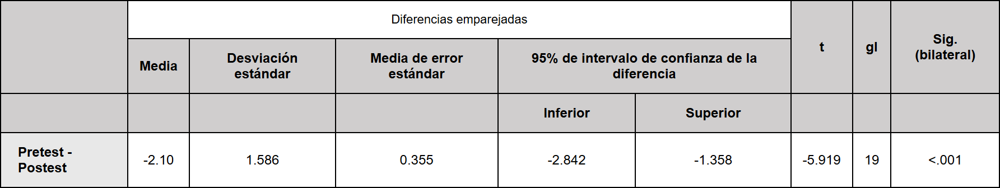 Diferencias emparejadas
t
gl
Sig.
(bilateral)
Media
Desviación
estándar
Media de error
estándar
95% de intervalo de confianza de la
diferencia
Inferior
Superior
Pretest -
Postest
-2.10
1.586
0.355
-2.842
-1.358
-5.919
19
<.001